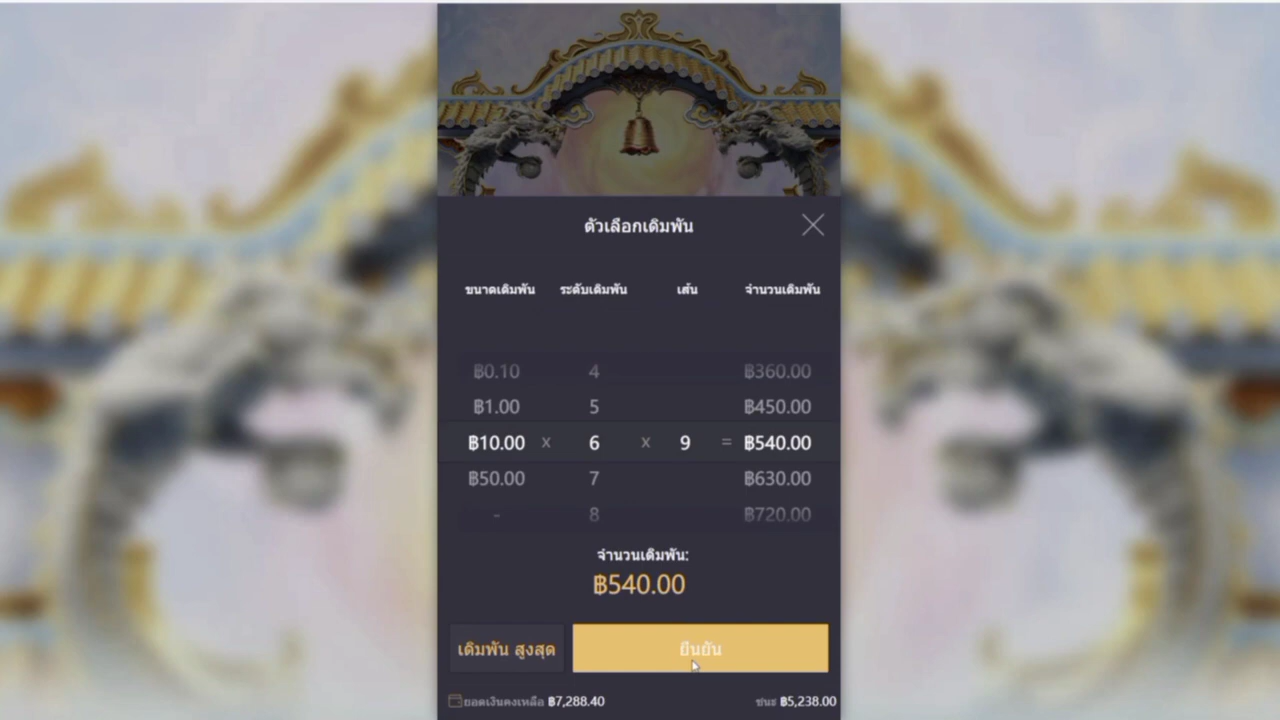 ตัวเลือกเดิมพัน
ขนาดเดิมพัน ระดับเดิมพัน เส้น จำนวนเดิมพัน
฿0.10 4 ฿360.00
฿1.00 5 ฿450.00
฿10.00 x 6 x 9 = ฿540.00
฿50.00 7 ฿630.00
- 8 ฿720.00
จำนวนเดิมพัน:
฿540.00
เดิมพัน สูงสุด ยืนยัน
ยอดเงินคงเหลือ ฿7,288.40 ชนะ ฿5,238.00